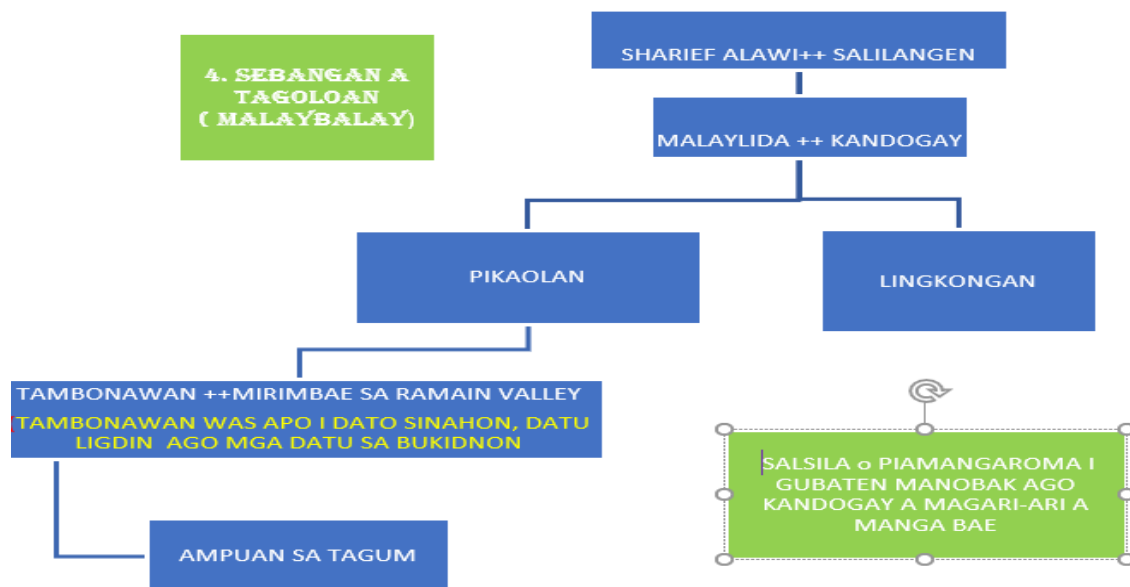 4. SEBANGAN A
TAGOLOAN
( MALAYBALAY)
SHARIEF ALAWI++ SALILANGEN
MALAYLIDA ++ KANDOGAY
PIKAOLAN
LINGKONGAN
TAMBONAWAN ++MIRIMBAE SA RAMAIN VALLEY
TAMBONAWAN WAS APO I DATO SINAHON, DATU
LIGDIN  AGO MGA DATU SA BUKIDNON
AMPUAN SA TAGUM
SALSILA o PIAMANGAROMA I
GUBATEN MANOBAK AGO
KANDOGAY A MAGARI-ARI A
MANGA BAE